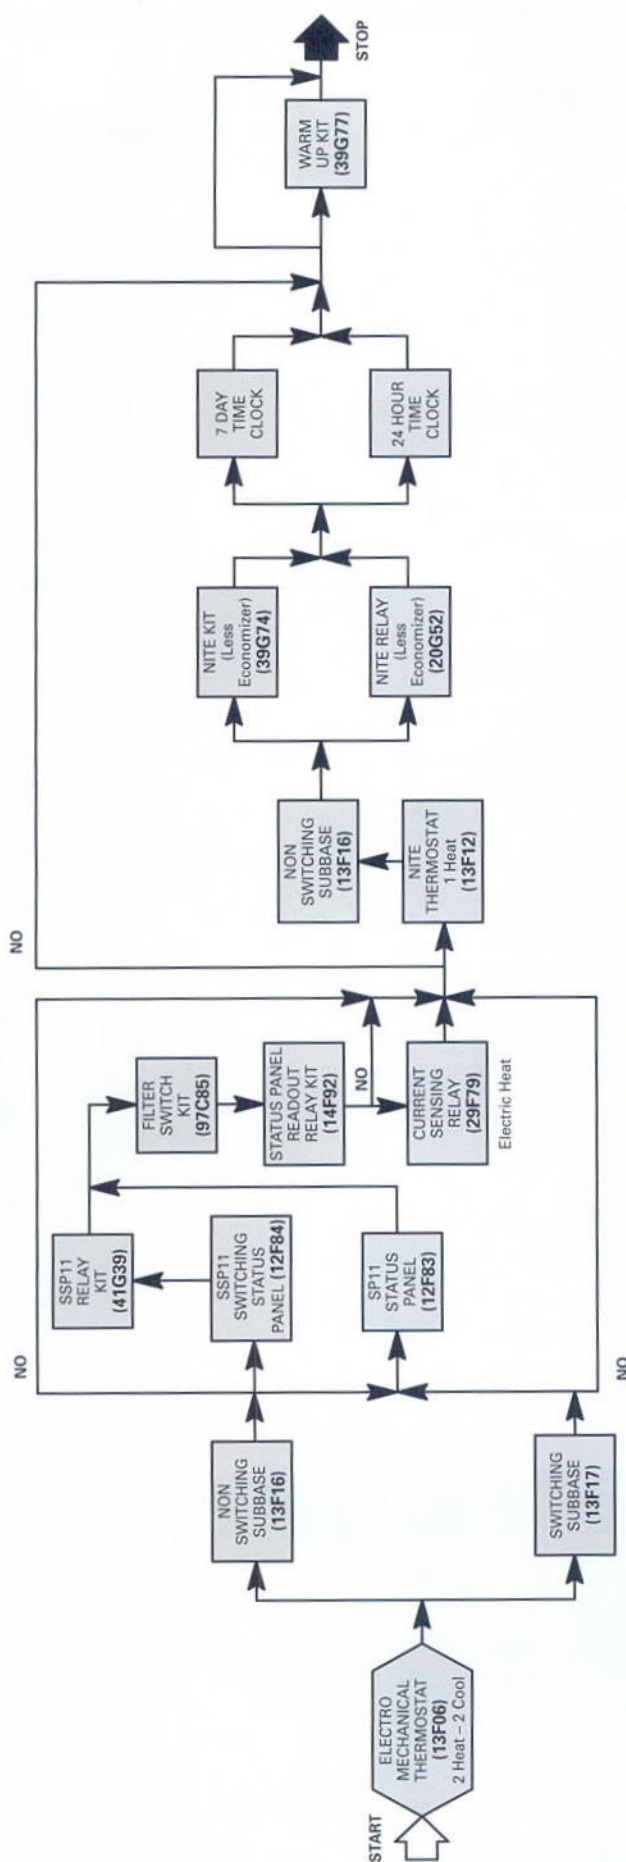 START
ELECTRO
MECHANICAL
THERMOSTAT
(13F06)
2 Heat – 2 Cool
NON
SWITCHING
SUBBASE
(13F16)
SWITCHING
SUBBASE
(13F17)
NO
NO
SSP11
RELAY
KIT
(41G39)
SSP11
SWITCHING
STATUS
PANEL (12F84)
SP11
STATUS
PANEL
(12F83)
FILTER
SWITCH
KIT
(97C85)
STATUS PANEL
READOUT
RELAY KIT
(14F92)
NO
CURRENT
SENSING
RELAY
(29F79)
Electric Heat
NO
NON
SWITCHING
SUBBASE
(13F16)
NITE
THERMOSTAT
1 Heat
(13F12)
NITE KIT
(Less
Economizer)
(39G74)
NITE RELAY
(Less
Economizer)
(20G52)
7 DAY
TIME
CLOCK
24 HOUR
TIME
CLOCK
WARM
UP KIT
(39G77)
STOP